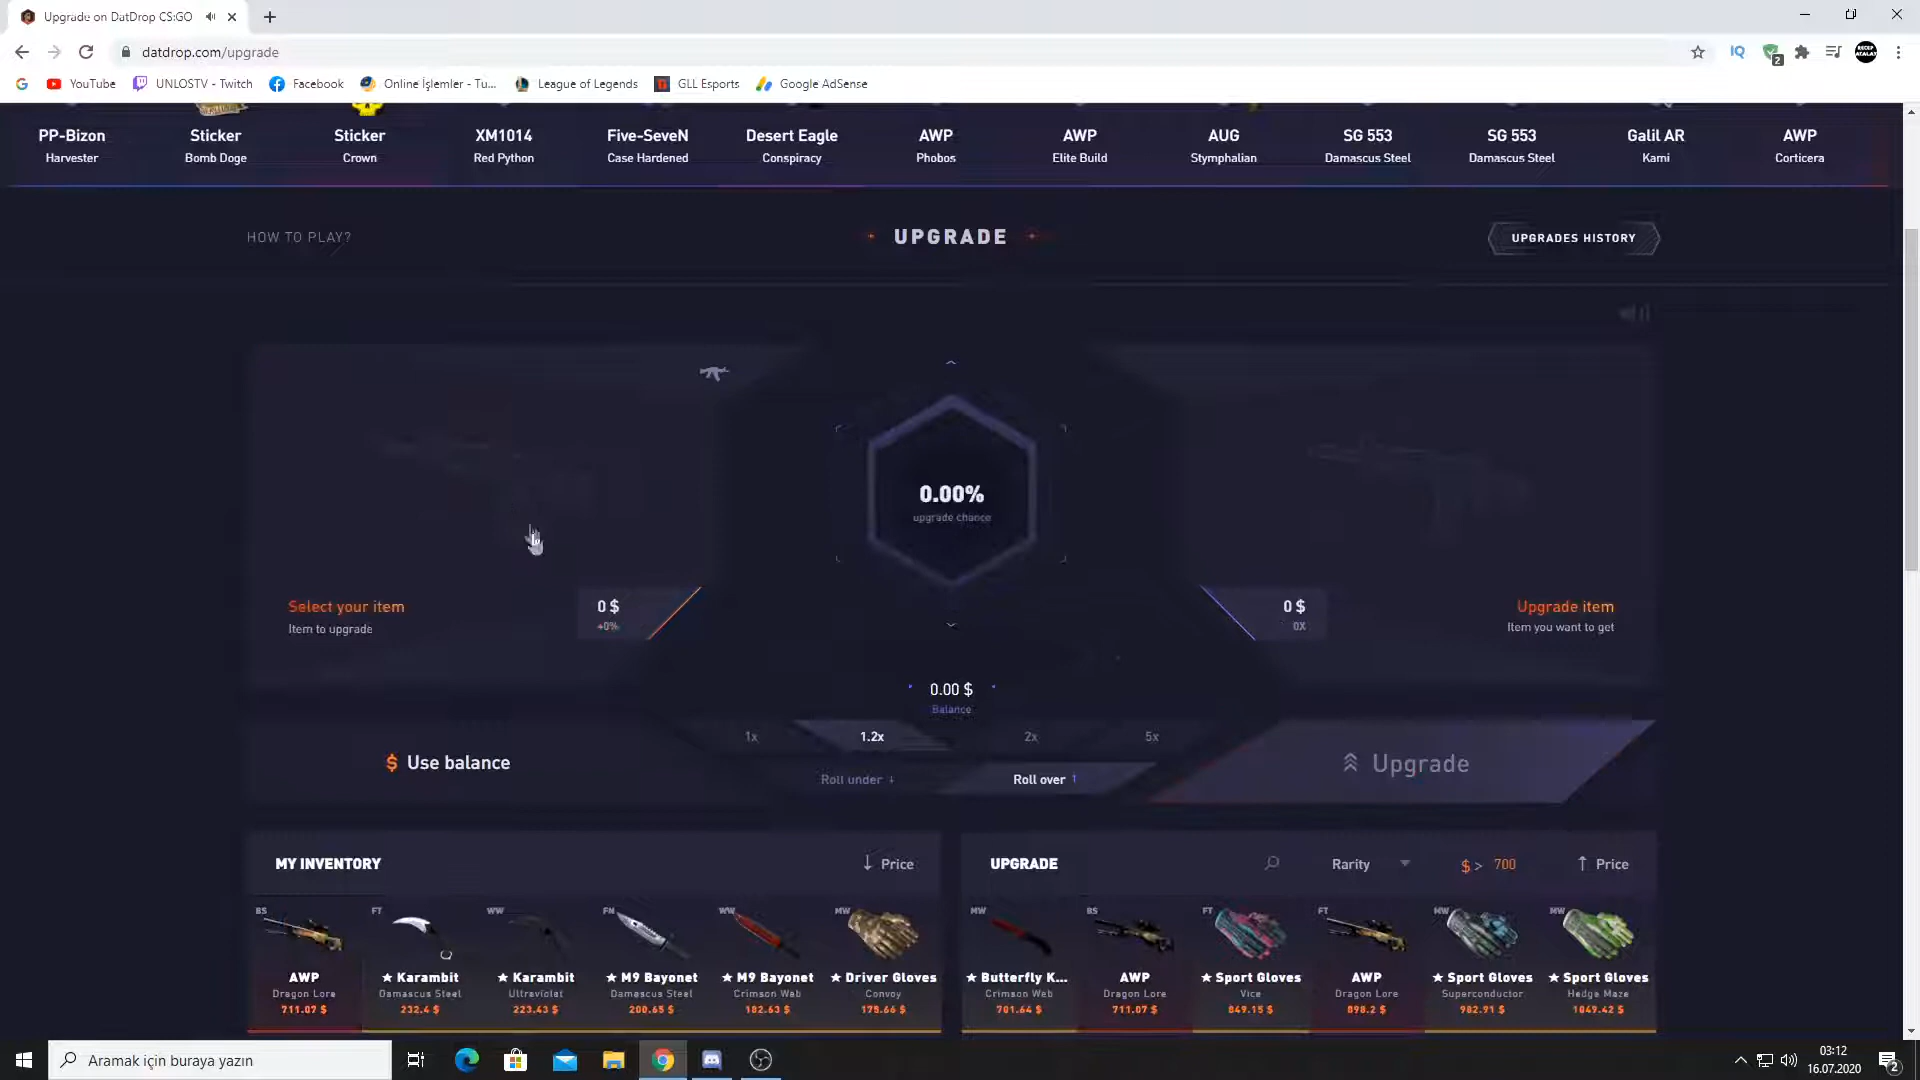 Upgrade on DatDrop CS:GO
datdrop.com/upgrade
IQ
2
RECEP ATALAY
YouTube
UNLOSTV - Twitch
Facebook
Online İşlemler - Tu...
League of Legends
GLL Esports
Google AdSense
PP-Bizon
Harvester
Sticker
Bomb Doge
Sticker
Crown
XM1014
Red Python
Five-SeveN
Case Hardened
Desert Eagle
Conspiracy
AWP
Phobos
AWP
Elite Build
AUG
Stymphalian
SG 553
Damascus Steel
SG 553
Damascus Steel
Galil AR
Kami
AWP
Corticera
HOW TO PLAY?
UPGRADE
UPGRADES HISTORY
0.00%
upgrade chance
Select your item
Item to upgrade
0 $
+0%
0 $
0X
Upgrade item
Item you want to get
0.00 $
Balance
1x
1.2x
2x
5x
$ Use balance
Roll under ↓
Roll over ↑
Upgrade
MY INVENTORY
↓ Price
UPGRADE
Rarity
$ > 700
↑ Price
BS
AWP
Dragon Lore
711.07 $
FT
★ Karambit
Damascus Steel
232.4 $
WW
★ Karambit
Ultraviolet
223.43 $
FN
★ M9 Bayonet
Damascus Steel
200.65 $
WW
★ M9 Bayonet
Crimson Web
182.63 $
MW
★ Driver Gloves
Convoy
175.66 $
MW
★ Butterfly K...
Crimson Web
701.64 $
BS
AWP
Dragon Lore
711.07 $
FT
★ Sport Gloves
Vice
849.15 $
FT
AWP
Dragon Lore
898.2 $
MW
★ Sport Gloves
Superconductor
982.91 $
MW
★ Sport Gloves
Hedge Maze
1049.42 $
Aramak için buraya yazın
03:12
16.07.2020
2